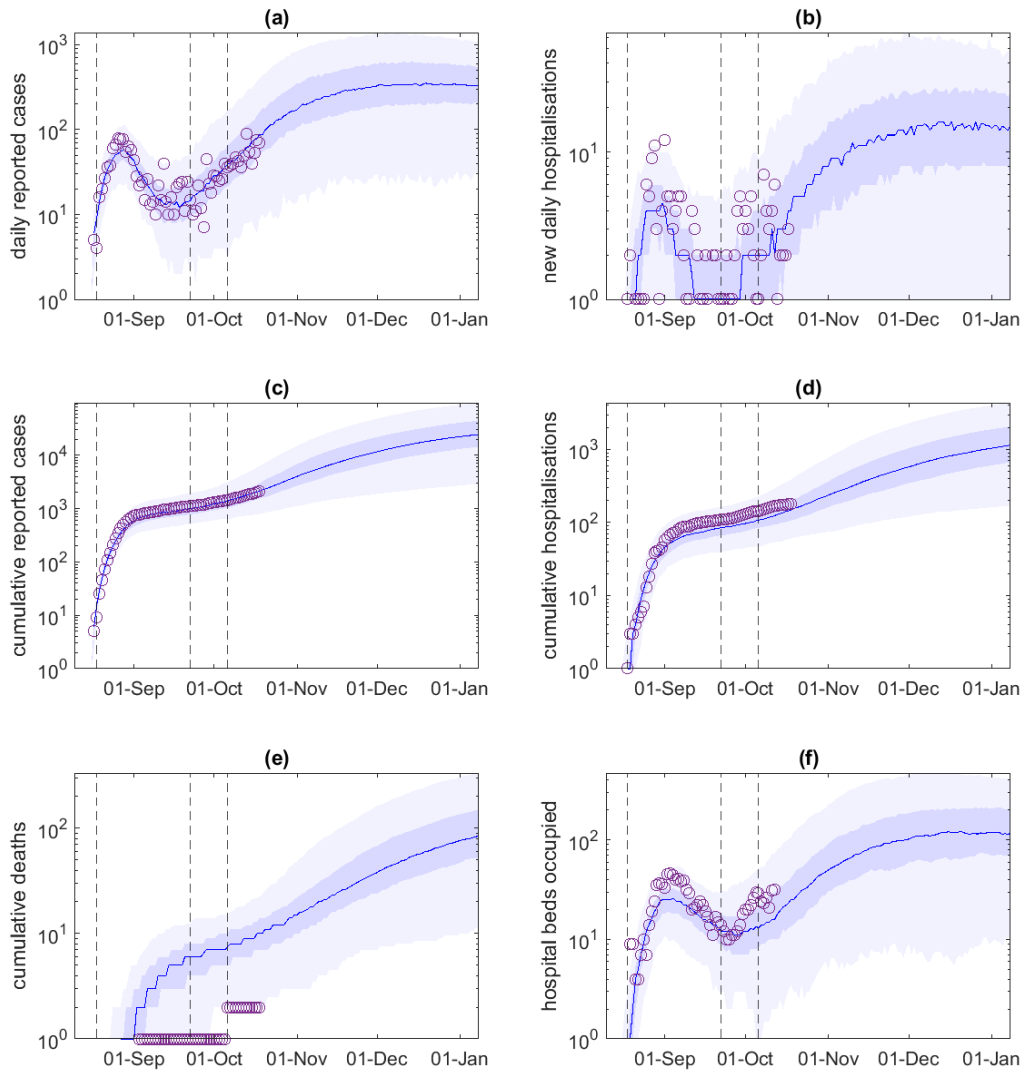 (a)
daily reported cases
10^3
10^2
10^1
10^0
01-Sep 01-Oct 01-Nov 01-Dec 01-Jan
(b)
new daily hospitalisations
10^1
10^0
01-Sep 01-Oct 01-Nov 01-Dec 01-Jan
(c)
cumulative reported cases
10^4
10^3
10^2
10^1
10^0
01-Sep 01-Oct 01-Nov 01-Dec 01-Jan
(d)
cumulative hospitalisations
10^3
10^2
10^1
10^0
01-Sep 01-Oct 01-Nov 01-Dec 01-Jan
(e)
cumulative deaths
10^2
10^1
10^0
01-Sep 01-Oct 01-Nov 01-Dec 01-Jan
(f)
hospital beds occupied
10^2
10^1
10^0
01-Sep 01-Oct 01-Nov 01-Dec 01-Jan